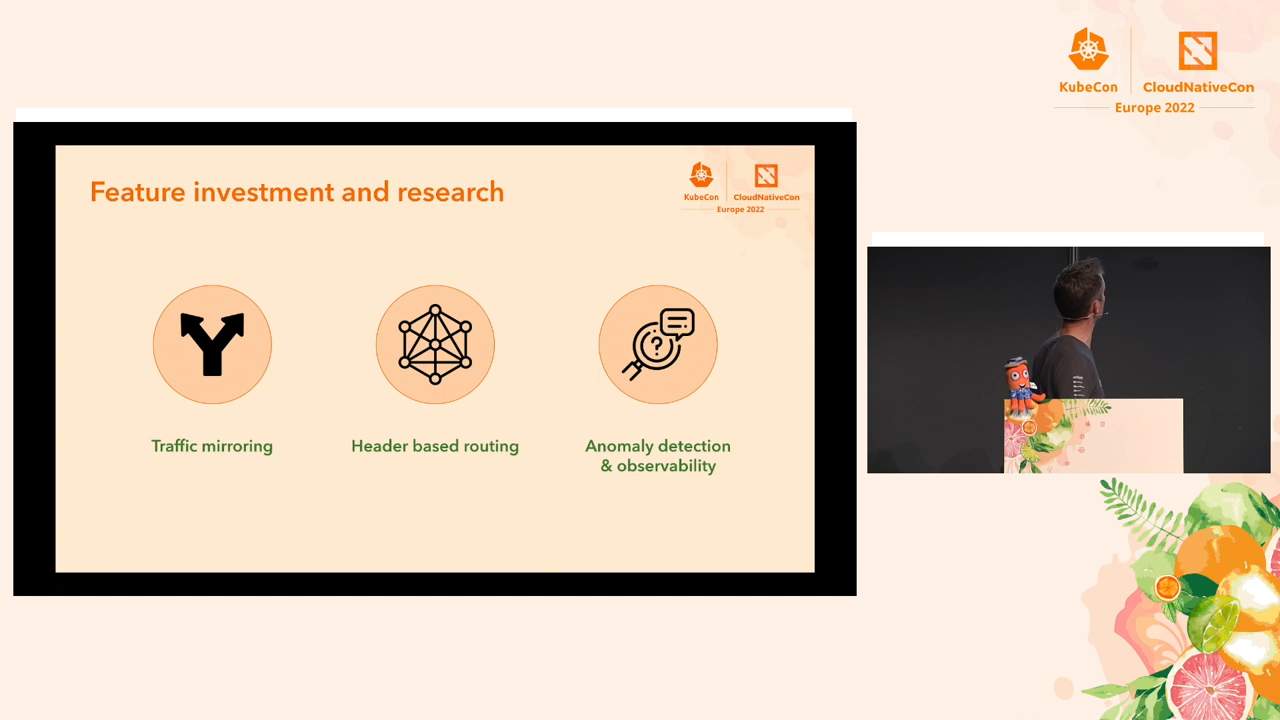 KubeCon
CloudNativeCon
Europe 2022
Feature investment and research
KubeCon
CloudNativeCon
Europe 2022
?
Traffic mirroring
Header based routing
Anomaly detection
& observability